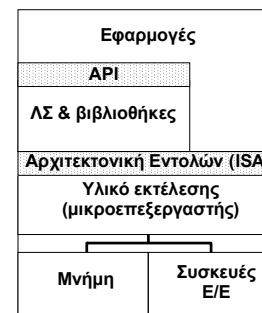 Εφαρμογές
API
ΛΣ & βιβλιοθήκες
Αρχιτεκτονική Εντολών (ISA
Υλικό εκτέλεσης
(μικροεπεξεργαστής)
Μνήμη
Συσκευές
Ε/Ε